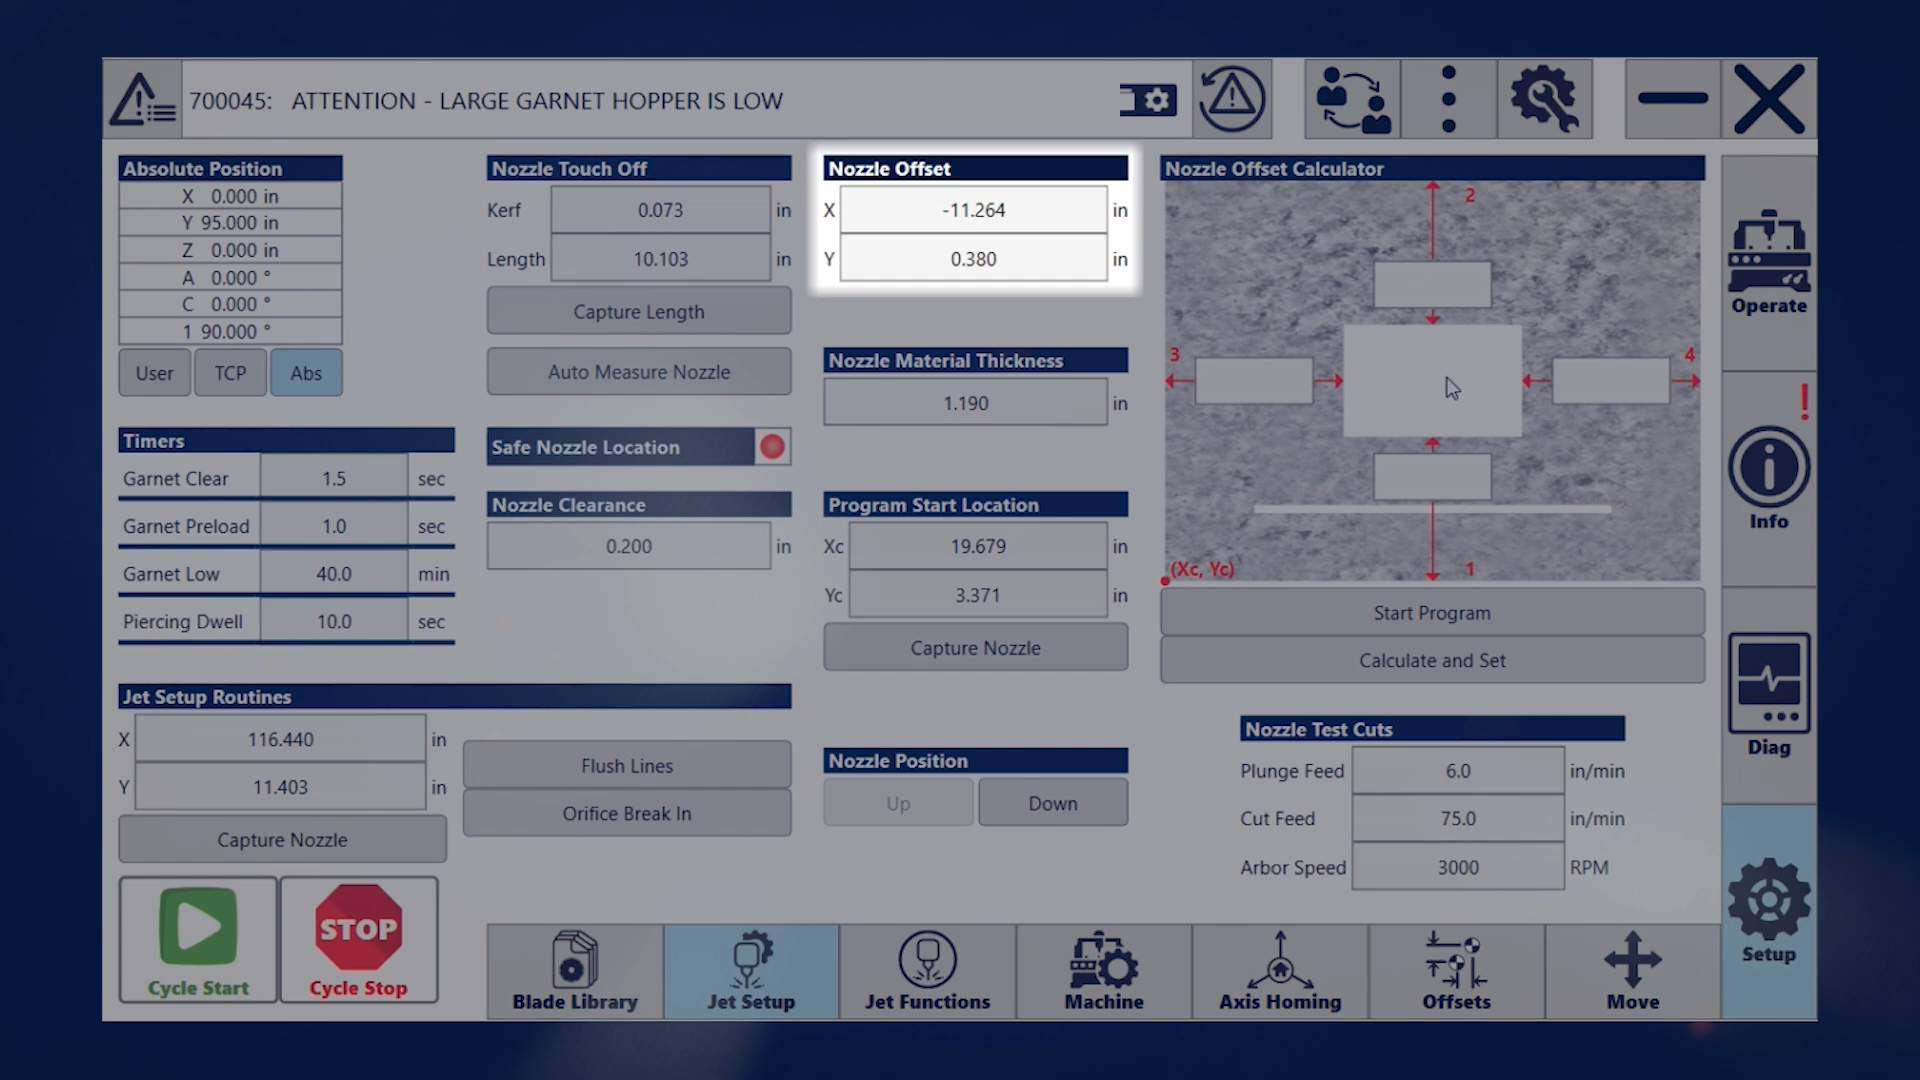 700045: ATTENTION - LARGE GARNET HOPPER IS LOW
Absolute Position
X 0.000 in
Y 95.000 in
Z 0.000 in
A 0.000 °
C 0.000 °
1 90.000 °
User TCP Abs
Timers
Garnet Clear 1.5 sec
Garnet Preload 1.0 sec
Garnet Low 40.0 min
Piercing Dwell 10.0 sec
Jet Setup Routines
X 116.440 in
Y 11.403 in
Capture Nozzle
Flush Lines
Orifice Break In
Cycle Start
STOP
Cycle Stop
Nozzle Touch Off
Kerf 0.073 in
Length 10.103 in
Capture Length
Auto Measure Nozzle
Safe Nozzle Location
Nozzle Clearance
0.200 in
Nozzle Offset
X -11.264 in
Y 0.380 in
Nozzle Material Thickness
1.190 in
Program Start Location
Xc 19.679 in
Yc 3.371 in
Capture Nozzle
Nozzle Position
Up Down
Nozzle Offset Calculator
2
3 4
(Xc, Yc) 1
Start Program
Calculate and Set
Nozzle Test Cuts
Plunge Feed 6.0 in/min
Cut Feed 75.0 in/min
Arbor Speed 3000 RPM
Operate
!
Info
Diag
Setup
Blade Library
Jet Setup
Jet Functions
Machine
Axis Homing
Offsets
Move